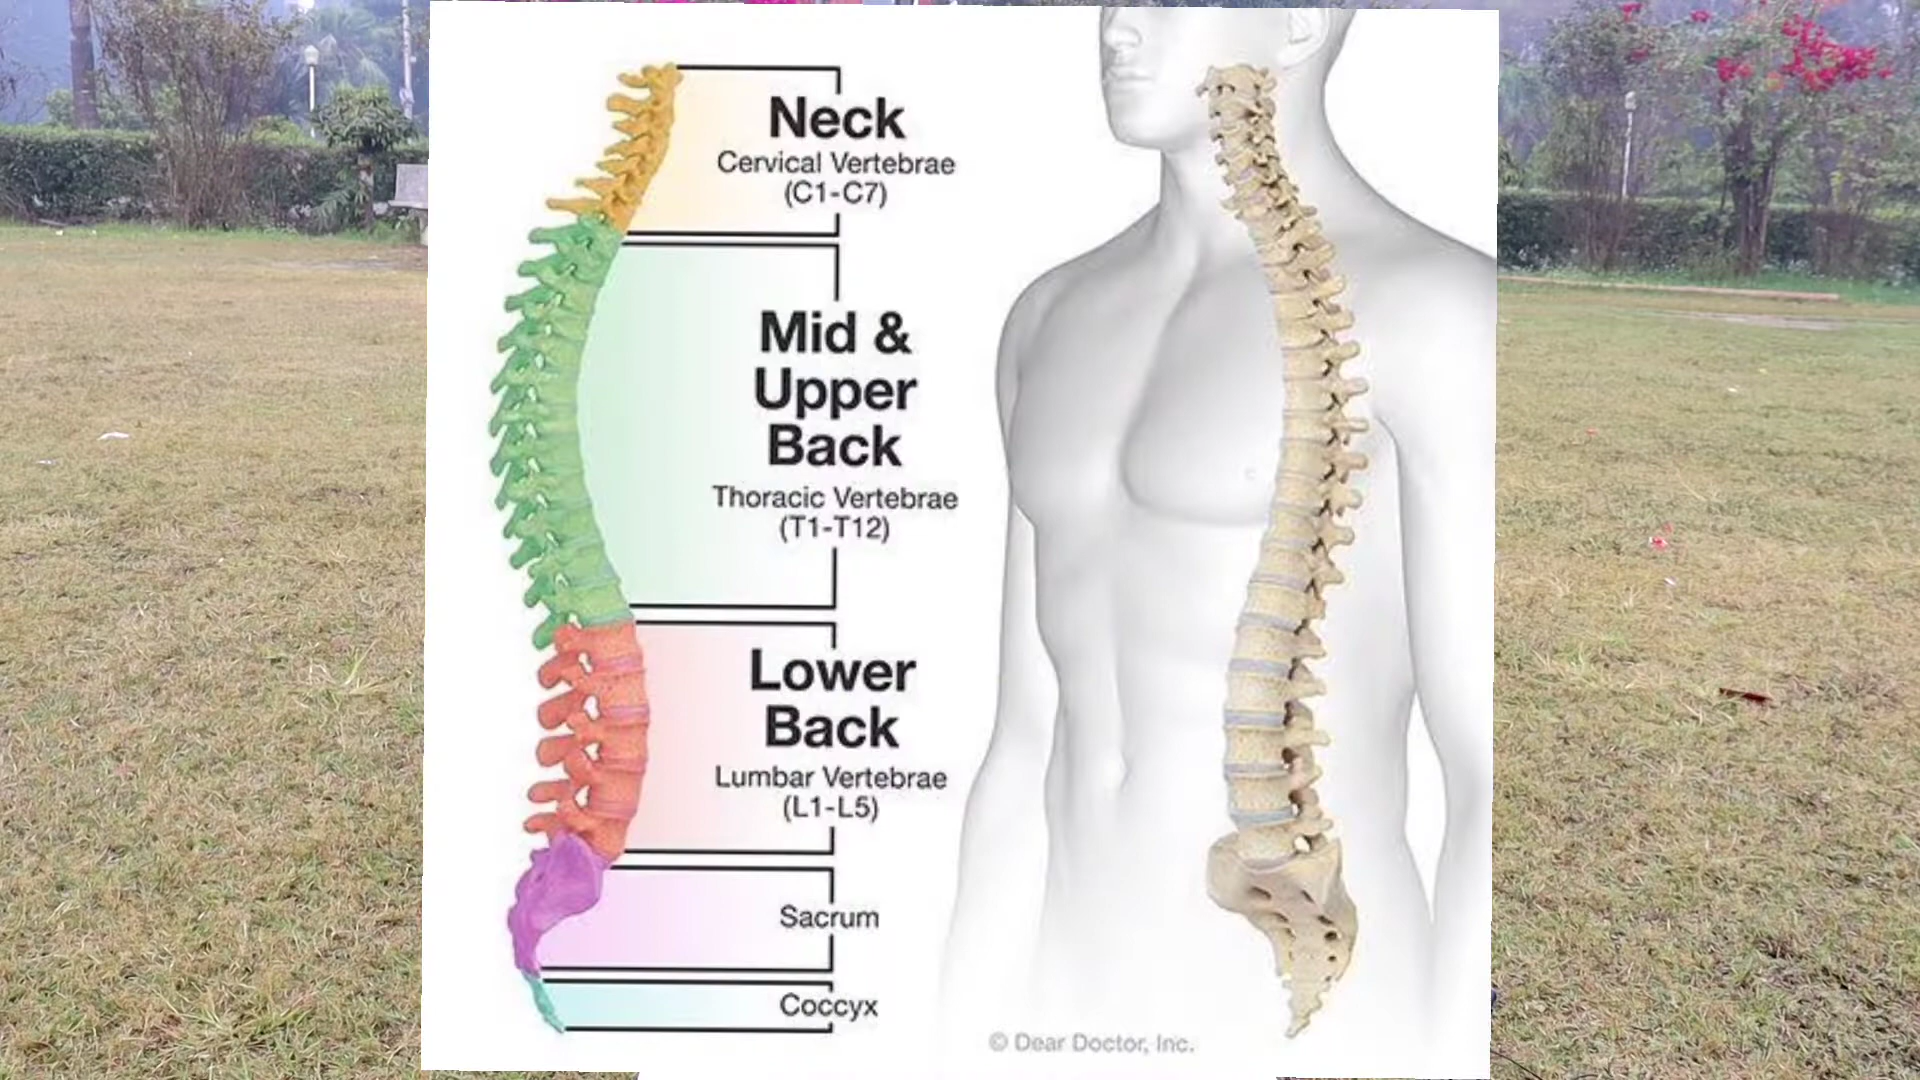 Neck
Cervical Vertebrae
(C1-C7)
Mid &
Upper
Back
Thoracic Vertebrae
(T1-T12)
Lower
Back
Lumbar Vertebrae
(L1-L5)
Sacrum
Coccyx
© Dear Doctor, Inc.